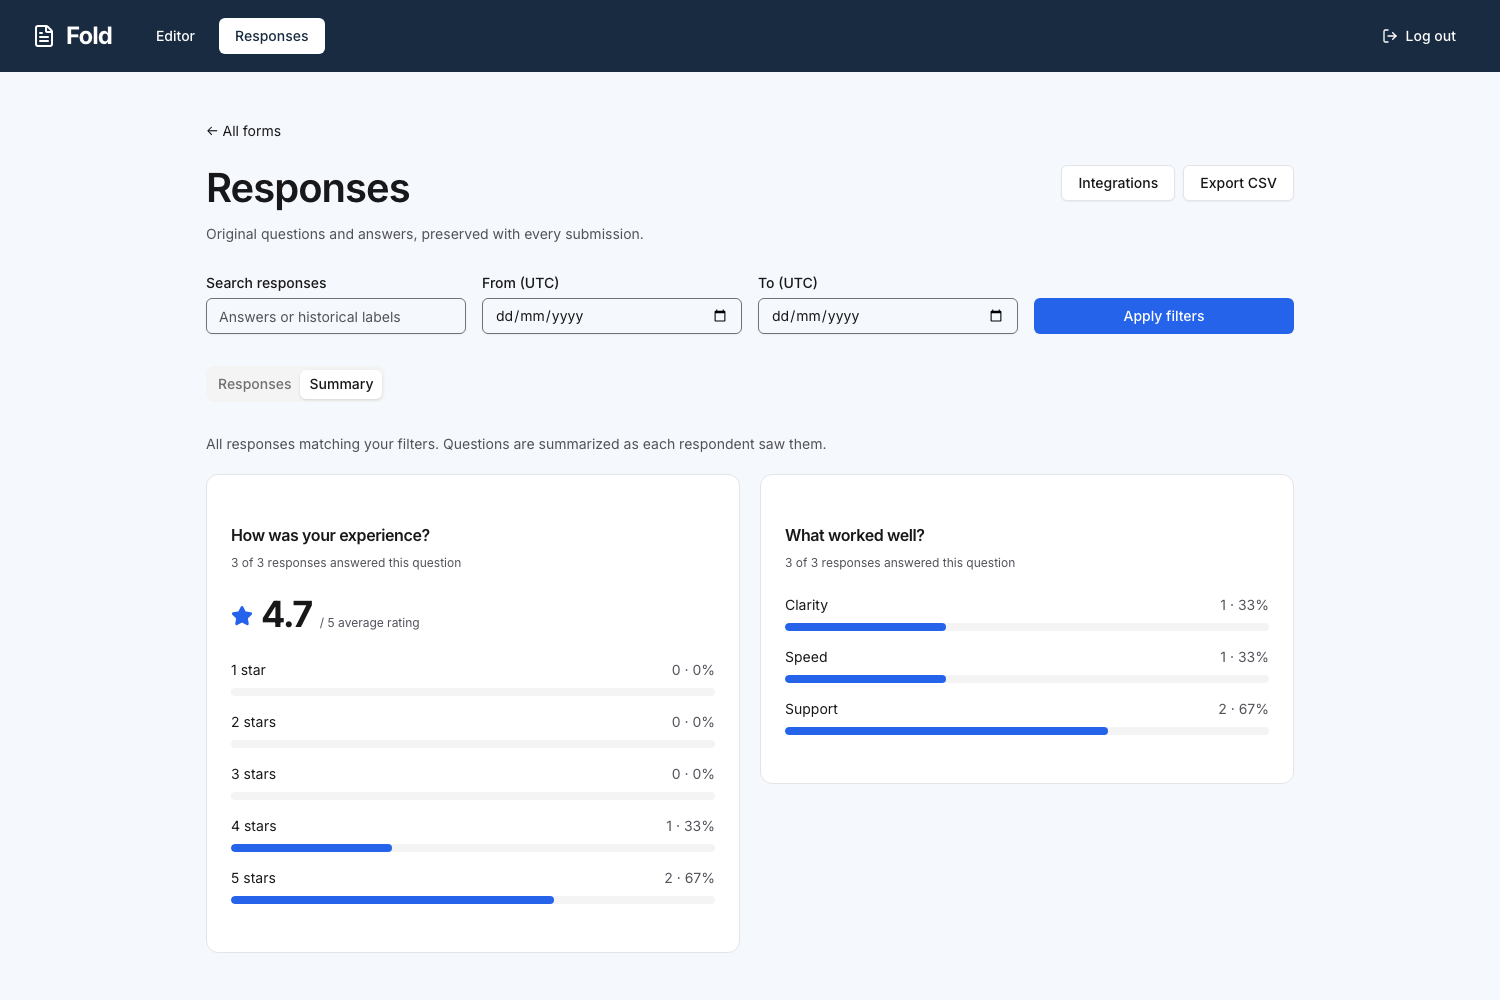 Fold
Editor
Responses
Log out
← All forms
Responses
Integrations
Export CSV
Original questions and answers, preserved with every submission.
Search responses
From (UTC)
To (UTC)
Answers or historical labels
dd/mm/yyyy
dd/mm/yyyy
Apply filters
Responses
Summary
All responses matching your filters. Questions are summarized as each respondent saw them.
How was your experience?
3 of 3 responses answered this question
4.7 / 5 average rating
1 star 0 · 0%
2 stars 0 · 0%
3 stars 0 · 0%
4 stars 1 · 33%
5 stars 2 · 67%
What worked well?
3 of 3 responses answered this question
Clarity 1 · 33%
Speed 1 · 33%
Support 2 · 67%